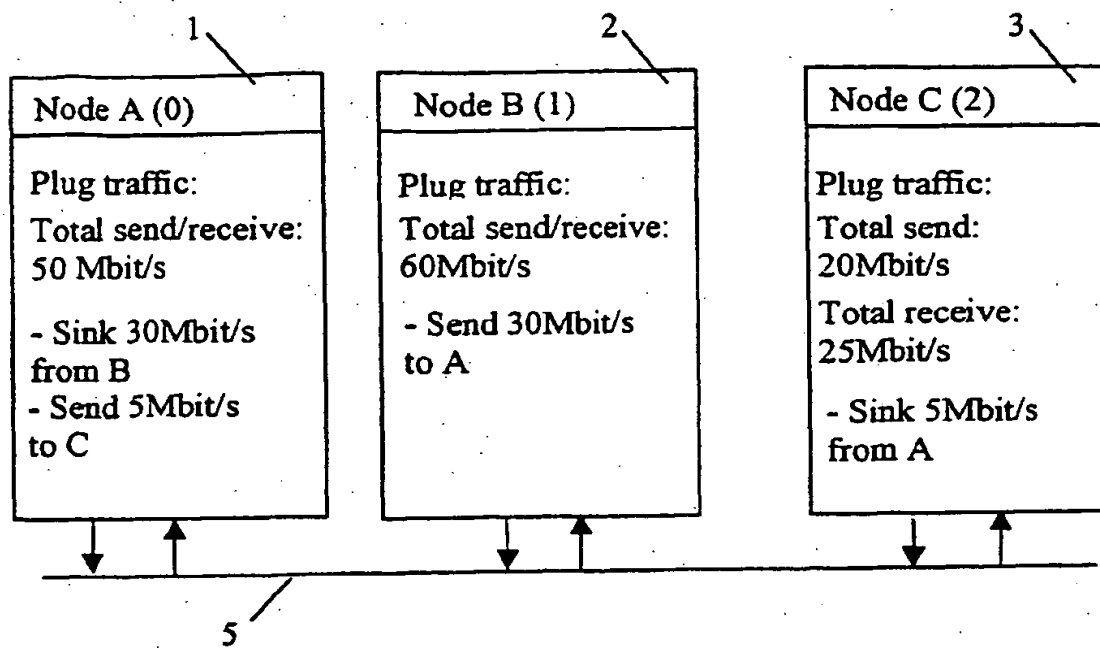 1
2
3
Node A (0)
Plug traffic:
Total send/receive:
50 Mbit/s
- Sink 30Mbit/s
from B
- Send 5Mbit/s
to C
Node B (1)
Plug traffic:
Total send/receive:
60Mbit/s
- Send 30Mbit/s
to A
Node C (2)
Plug traffic:
Total send:
20Mbit/s
Total receive:
25Mbit/s
- Sink 5Mbit/s
from A
5